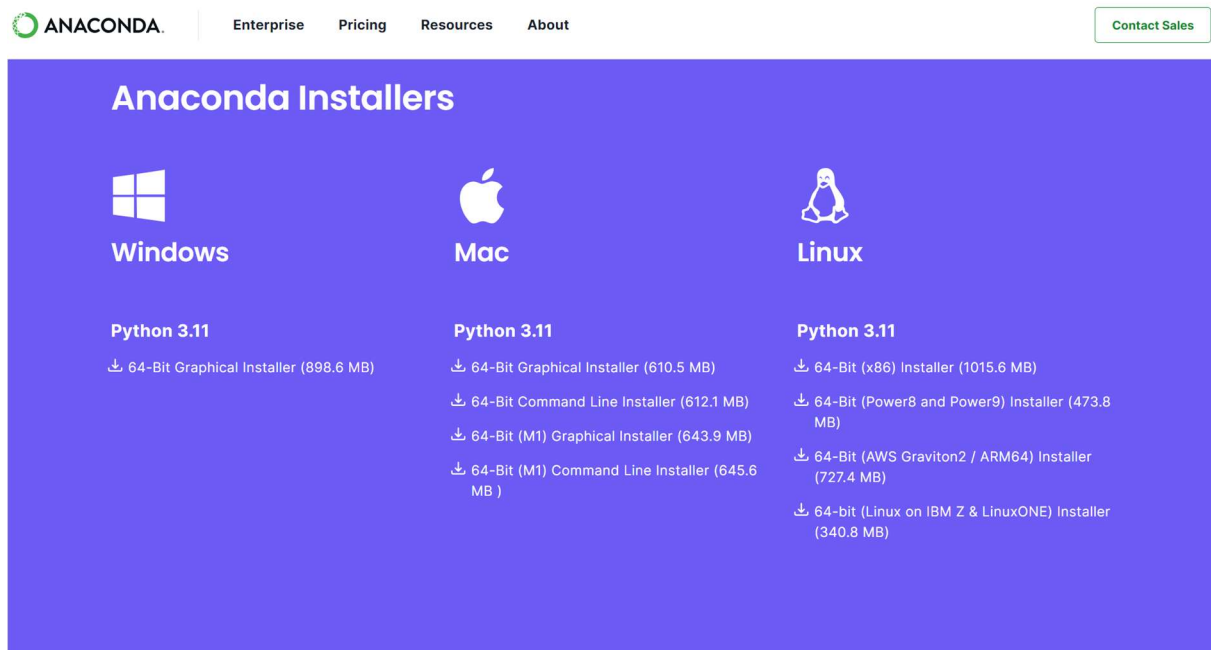 ANACONDA.
Enterprise Pricing Resources About
Contact Sales
Anaconda Installers
Windows
Python 3.11
64-Bit Graphical Installer (898.6 MB)
Mac
Python 3.11
64-Bit Graphical Installer (610.5 MB)
64-Bit Command Line Installer (612.1 MB)
64-Bit (M1) Graphical Installer (643.9 MB)
64-Bit (M1) Command Line Installer (645.6
MB )
Linux
Python 3.11
64-Bit (x86) Installer (1015.6 MB)
64-Bit (Power8 and Power9) Installer (473.8
MB)
64-Bit (AWS Graviton2 / ARM64) Installer
(727.4 MB)
64-bit (Linux on IBM Z & LinuxONE) Installer
(340.8 MB)